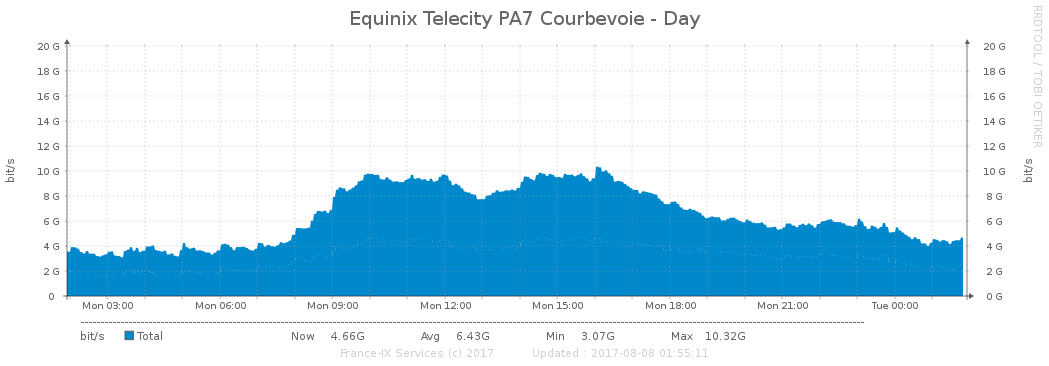 Equinix Telecity PA7 Courbevoie - Day
RRDTOOL / TOBI OETIKER
bit/s
bit/s
20 G 20 G
18 G 18 G
16 G 16 G
14 G 14 G
12 G 12 G
10 G 10 G
8 G 8 G
6 G 6 G
4 G 4 G
2 G 2 G
0 0 G
Mon 03:00 Mon 06:00 Mon 09:00 Mon 12:00 Mon 15:00 Mon 18:00 Mon 21:00 Tue 00:00
bit/s Total Now 4.66G Avg 6.43G Min 3.07G Max 10.32G
France-IX Services (c) 2017 Updated : 2017-08-08 01:55:11